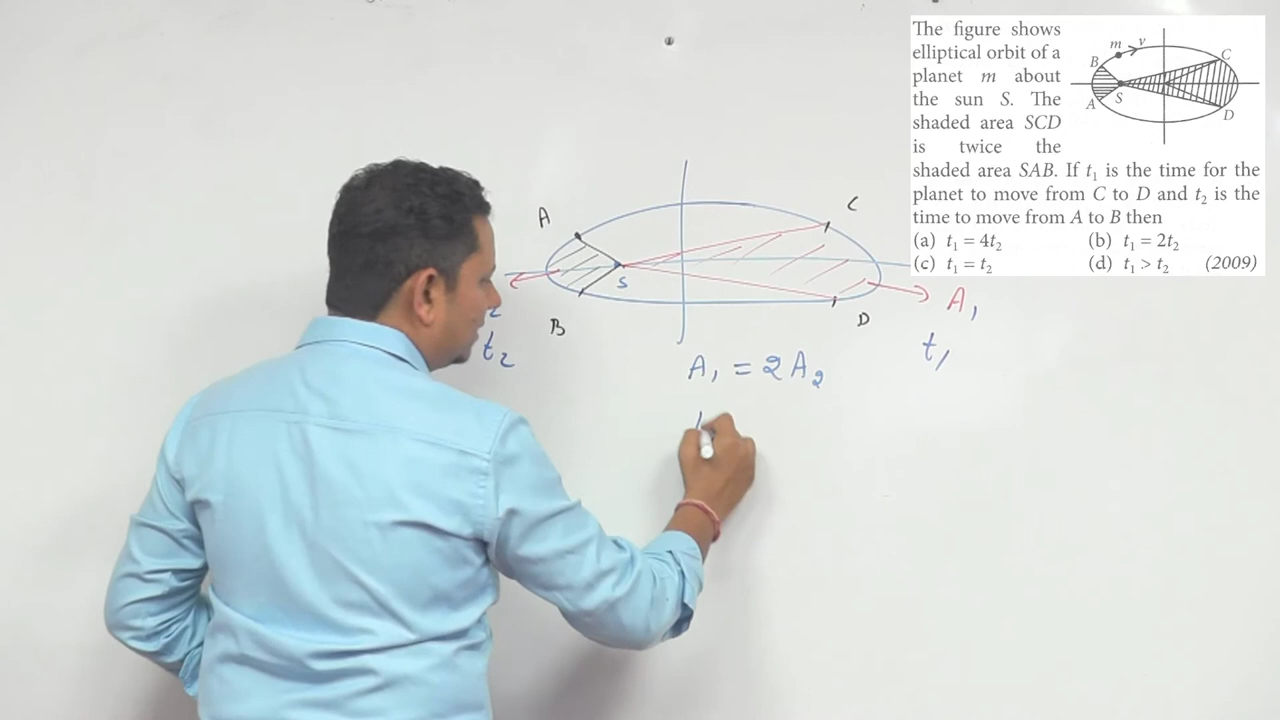 The figure shows
elliptical orbit of a
planet m about
the sun S. The
shaded area SCD
is twice the
shaded area SAB. If t₁ is the time for the
planet to move from C to D and t₂ is the
time to move from A to B then
(a) t₁ = 4t₂ (b) t₁ = 2t₂
(c) t₁ = t₂ (d) t₁ > t₂ (2009)
m v
B C
A S D
A C
S
B D
A₁
t₂ t₁
A₁ = 2A₂